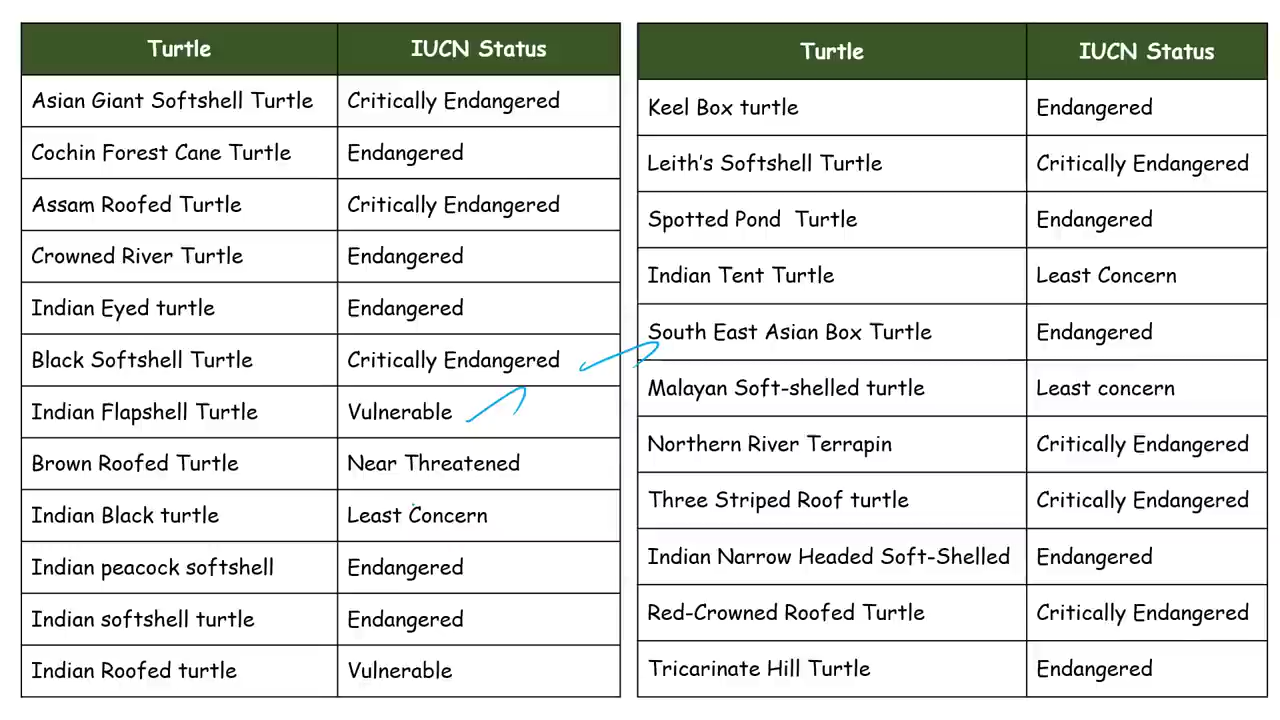 Turtle IUCN Status
Asian Giant Softshell Turtle Critically Endangered
Cochin Forest Cane Turtle Endangered
Assam Roofed Turtle Critically Endangered
Crowned River Turtle Endangered
Indian Eyed turtle Endangered
Black Softshell Turtle Critically Endangered
Indian Flapshell Turtle Vulnerable
Brown Roofed Turtle Near Threatened
Indian Black turtle Least Concern
Indian peacock softshell Endangered
Indian softshell turtle Endangered
Indian Roofed turtle Vulnerable
Turtle IUCN Status
Keel Box turtle Endangered
Leith's Softshell Turtle Critically Endangered
Spotted Pond Turtle Endangered
Indian Tent Turtle Least Concern
South East Asian Box Turtle Endangered
Malayan Soft-shelled turtle Least concern
Northern River Terrapin Critically Endangered
Three Striped Roof turtle Critically Endangered
Indian Narrow Headed Soft-Shelled Endangered
Red-Crowned Roofed Turtle Critically Endangered
Tricarinate Hill Turtle Endangered